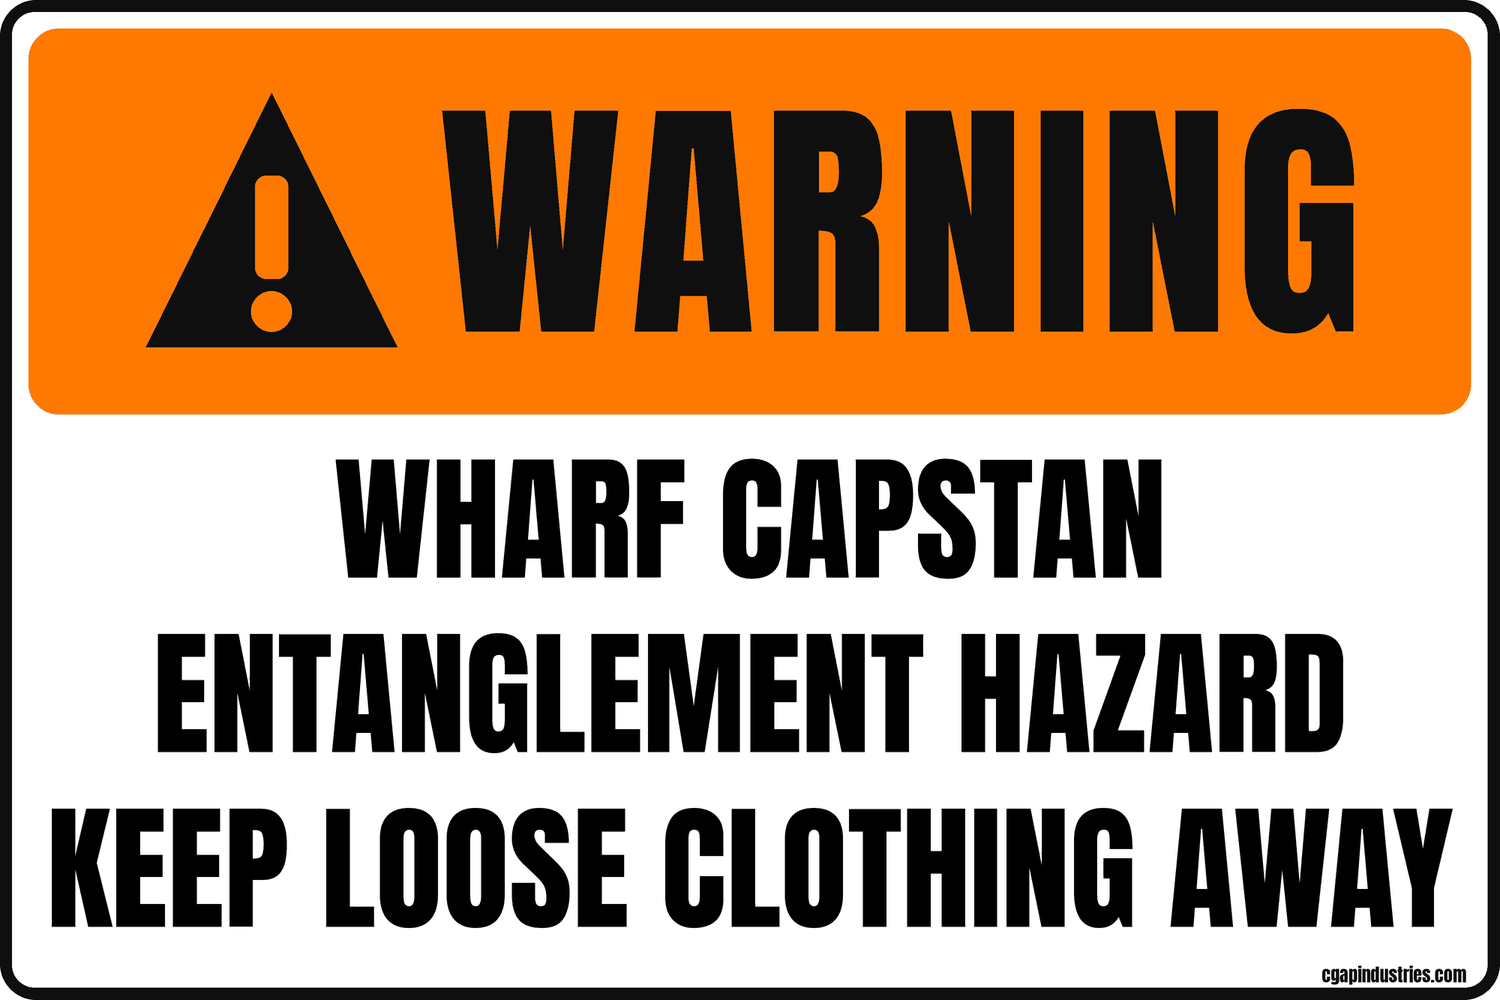 WARNING
WHARF CAPSTAN
ENTANGLEMENT HAZARD
KEEP LOOSE CLOTHING AWAY
cgapindustries.com